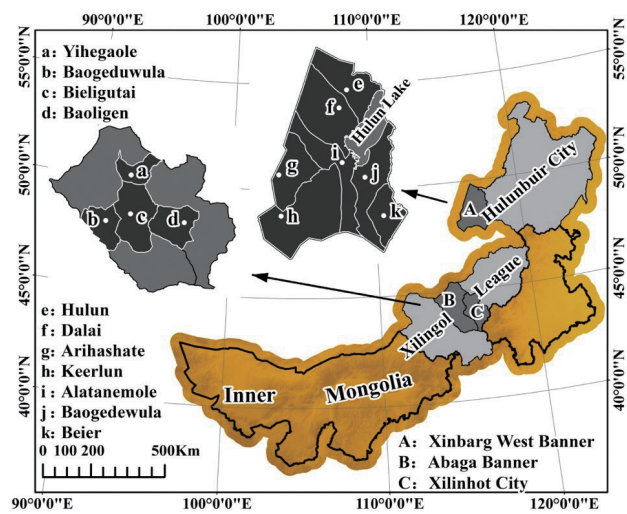 100°0'0"E
110°0'0"E
120°0'0"E
55°0'0"N
50°0'0"N
45°0'0"N
40°0'0"N
a: Yihegaole
b: Baogeduwula
c: Bieligutai
d: Baoligen
a
b
c
d
e
f
Hulun Lake
i
g
j
h
k
A
Hulunbuir City
B
C
League
Xilingol
Inner Mongolia
e: Hulun
f: Dalai
g: Arihashate
h: Keerlun
i: Alatanemole
j: Baogedewula
k: Beier
0 100 200 500Km
A: Xinbarg West Banner
B: Abaga Banner
C: Xilinhot City
55°0'0"N
50°0'0"N
45°0'0"N
40°0'0"N
90°0'0"E
100°0'0"E
110°0'0"E
120°0'0"E